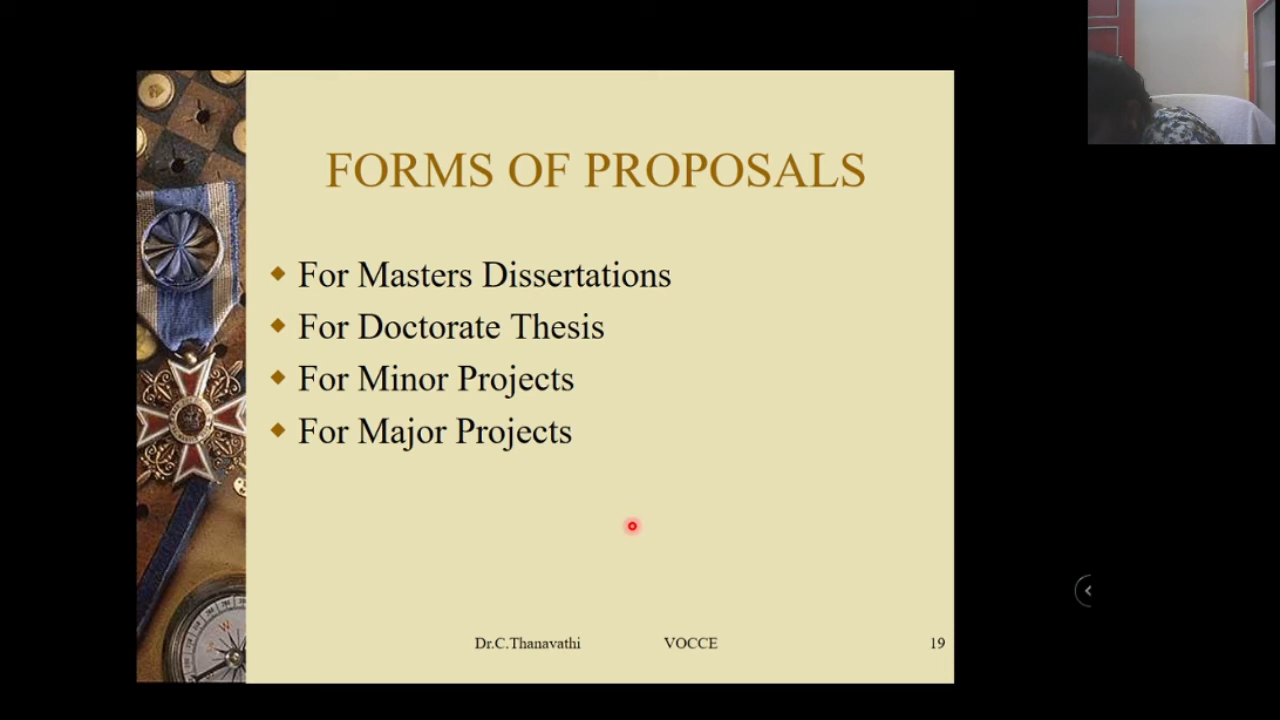 FORMS OF PROPOSALS
For Masters Dissertations
For Doctorate Thesis
For Minor Projects
For Major Projects
Dr.C.Thanavathi VOCCE 19